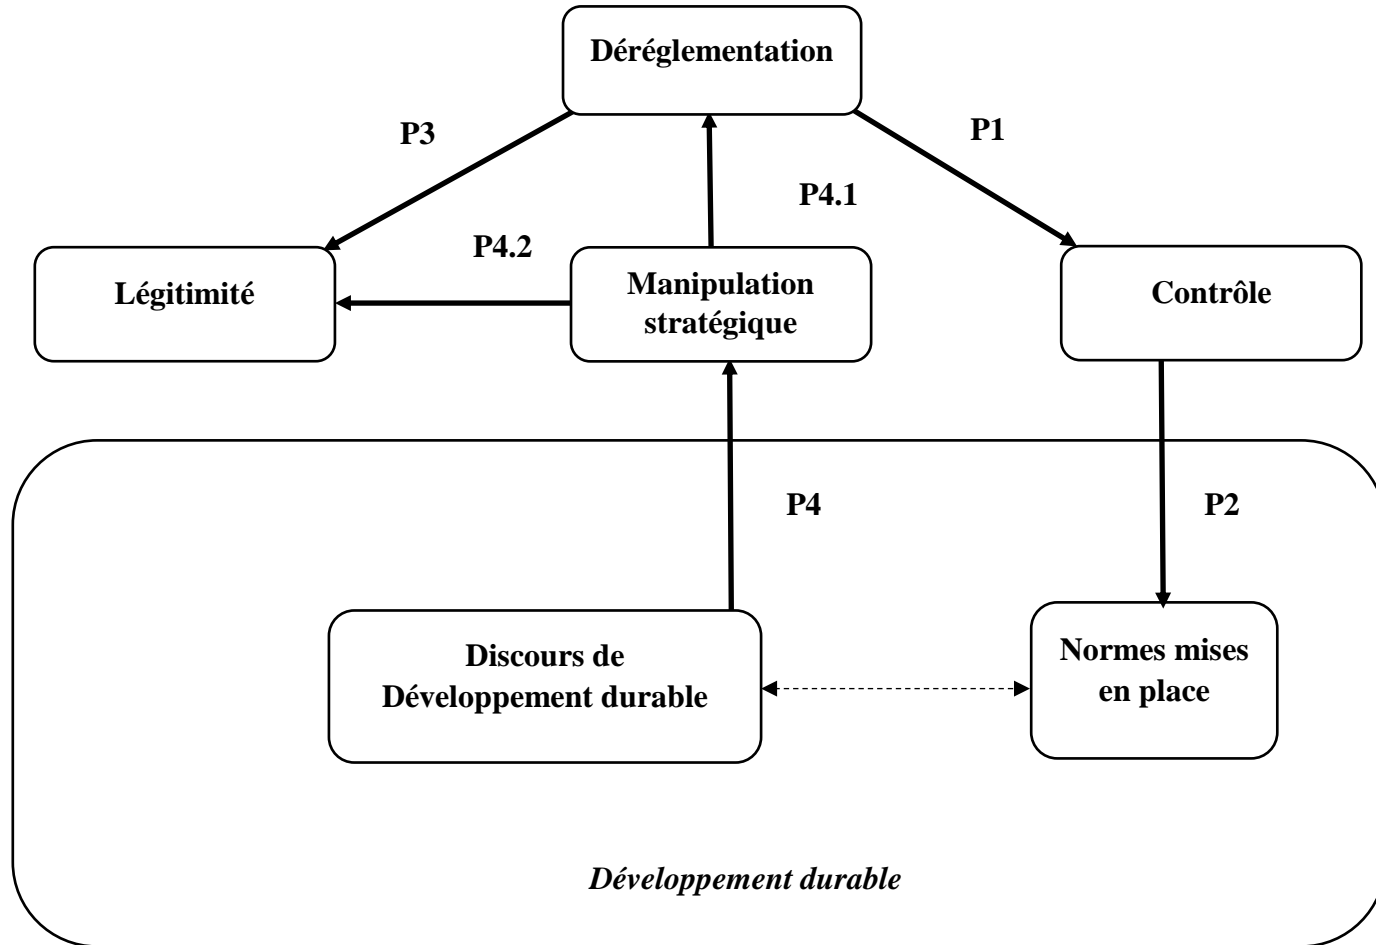 Déréglementation
P3
P1
P4.1
P4.2
Légitimité
Manipulation
stratégique
Contrôle
P4
P2
Discours de
Développement durable
Normes mises
en place
Développement durable